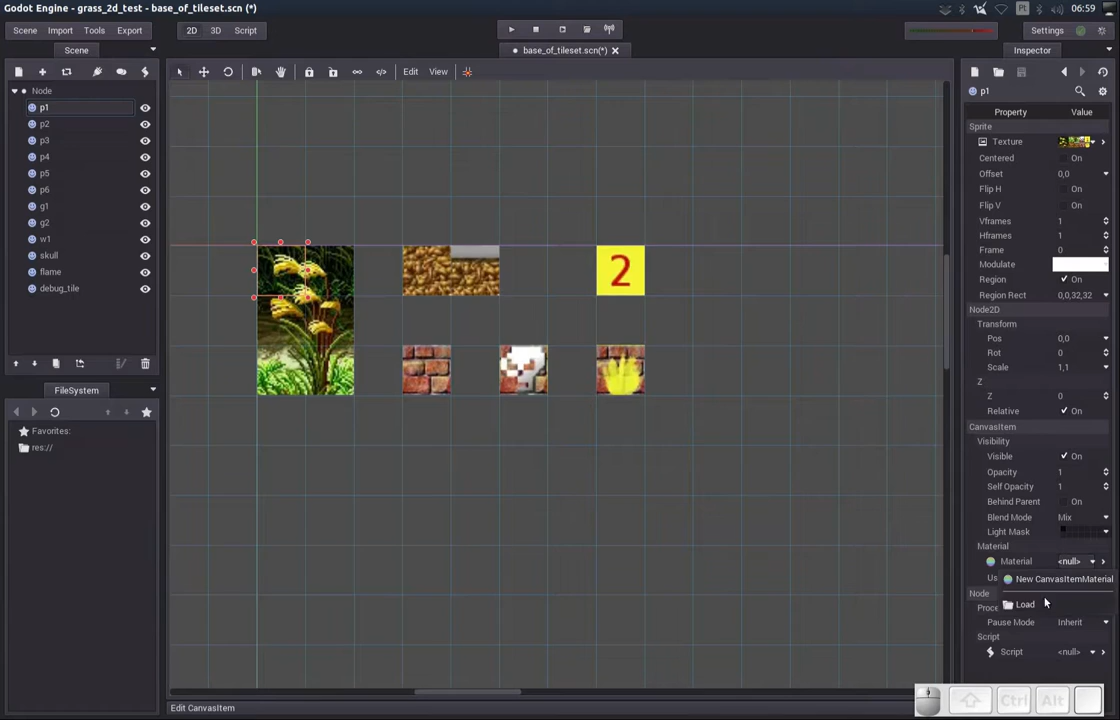 Godot Engine - grass_2d_test - base_of_tileset.scn (*)
Pt
06:59
Scene Import Tools Export
2D 3D Script
Settings
Scene
base_of_tileset.scn(*)
Inspector
Edit View
Node
p1
p2
p3
p4
p5
p6
g1
g2
w1
skull
flame
debug_tile
FileSystem
Favorites:
res://
2
p1
Property Value
Sprite
Texture
Centered On
Offset 0,0
Flip H On
Flip V On
Vframes 1
Hframes 1
Frame 0
Modulate
Region On
Region Rect 0,0,32,32
Node2D
Transform
Pos 0,0
Rot 0
Scale 1,1
Z
Z 0
Relative On
CanvasItem
Visibility
Visible On
Opacity 1
Self Opacity 1
Behind Parent On
Blend Mode Mix
Light Mask
Material
Material <null>
Us
New CanvasItemMaterial
Node
Load
Proce
Pause Mode Inherit
Script
Script <null>
Ctrl Alt
Edit CanvasItem